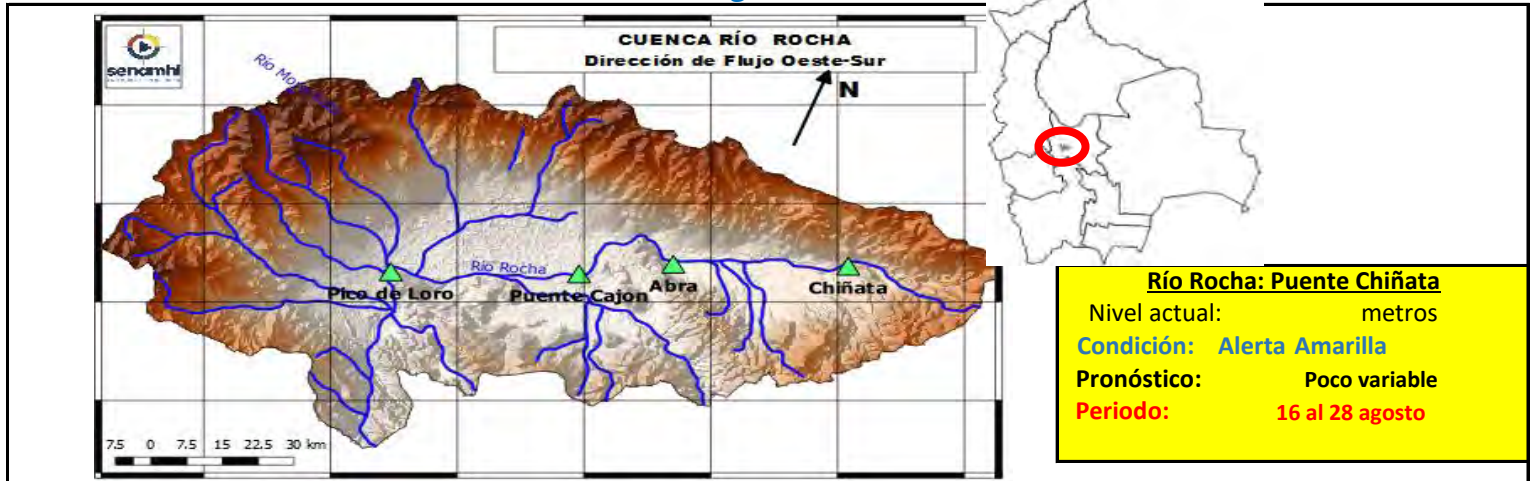 senamhi
CUENCA RÍO ROCHA
Dirección de Flujo Oeste-Sur
N
Río
Río Rocha
Pico de Loro
Puente Cajon
Abra
Chiñata
7.5 0 7.5 15 22.5 30 km
Río Rocha: Puente Chiñata
Nivel actual: metros
Condición: Alerta Amarilla
Pronóstico: Poco variable
Periodo: 16 al 28 agosto